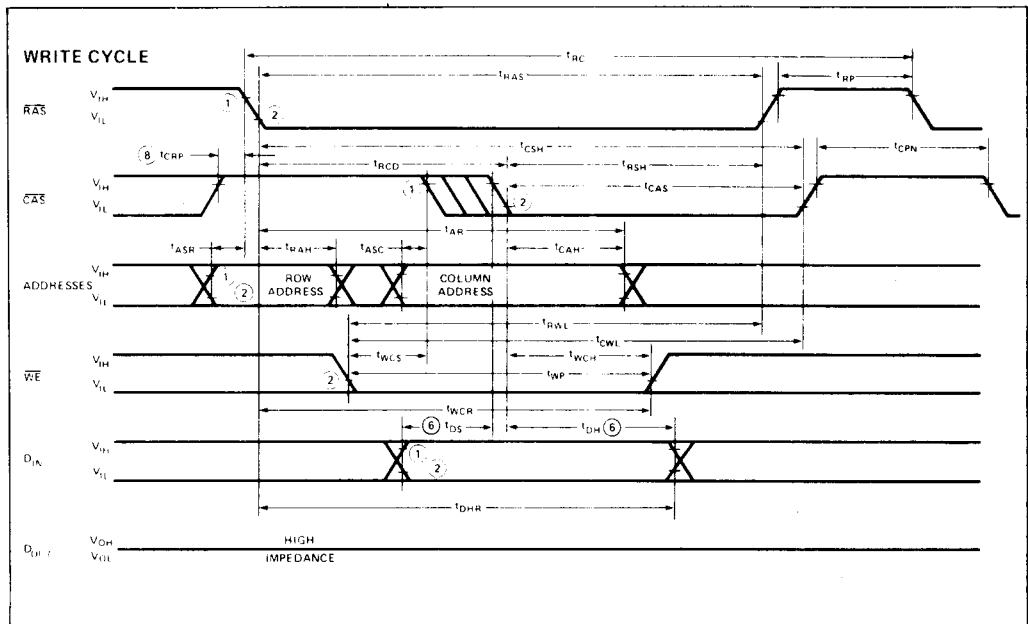 WRITE CYCLE
tRC
tRAS
tRP
RAS
VIH
VIL
1
2
tCSH
8 tCRP
tRCD
tRSH
tCPN
tCAS
CAS
VIH
VIL
1
2
tAR
tASR
tRAH
tASC
tCAH
ADDRESSES
VIH
VIL
1
2
ROW ADDRESS
COLUMN ADDRESS
tRWL
tCWL
tWCS
tWCH
tWP
WE
VIH
VIL
2
tWCR
6 tDS
tDH 6
DIN
VIH
VIL
1
2
tDHR
DOUT
VOH
VOL
HIGH
IMPEDANCE